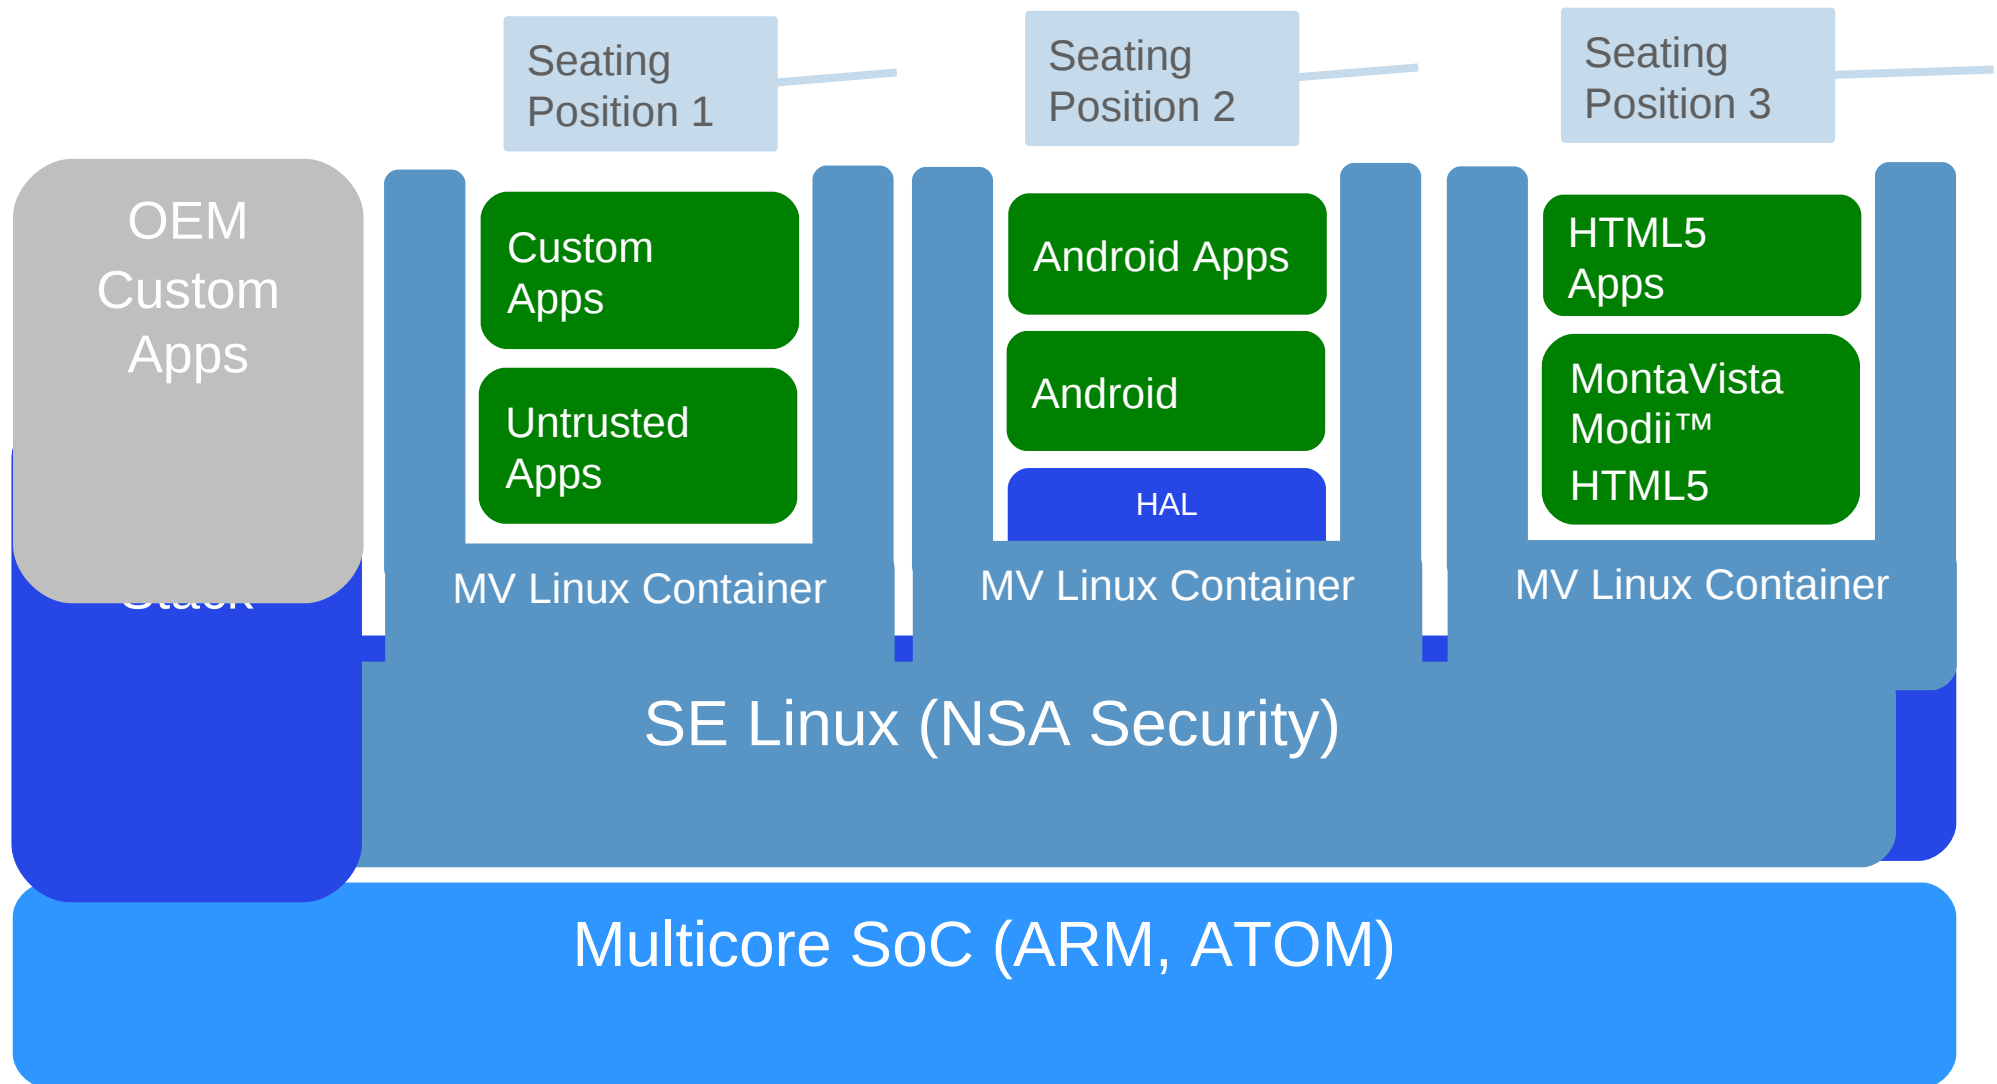 Seating
Position 1
Seating
Position 2
Seating
Position 3
OEM
Custom
Apps
Custom
Apps
Untrusted
Apps
MV Linux Container
Android Apps
Android
HAL
MV Linux Container
HTML5
Apps
MontaVista
Modii™
HTML5
MV Linux Container
SE Linux (NSA Security)
Multicore SoC (ARM, ATOM)